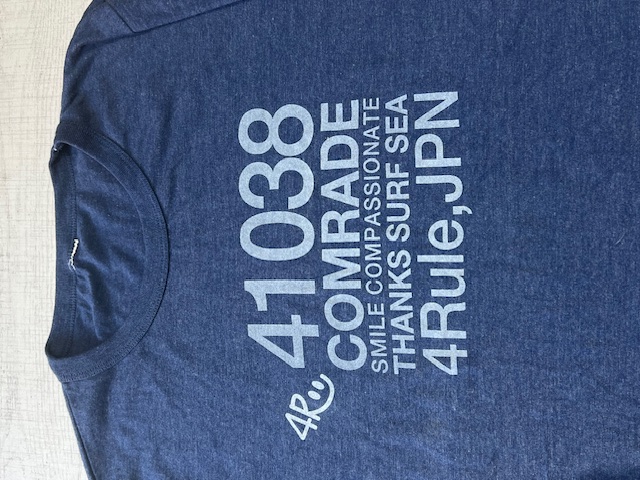 41038
COMRADE
SMILE COMPASSIONATE
THANKS SURF SEA
4Rule,JPN
4R